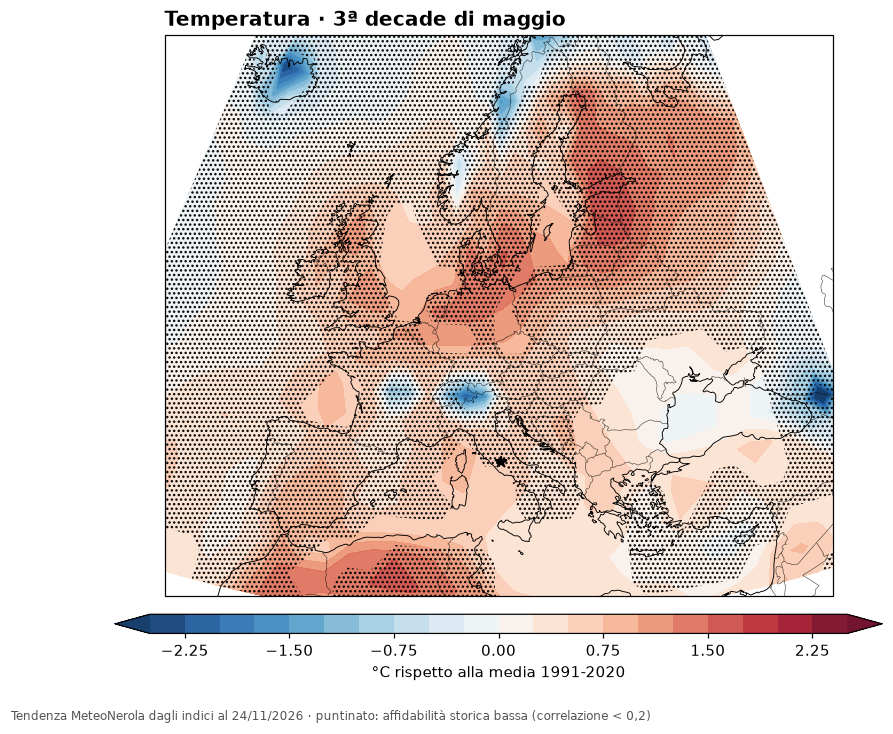 Temperatura · 3ª decade di maggio
−2.25 −1.50 −0.75 0.00 0.75 1.50 2.25
°C rispetto alla media 1991-2020
Tendenza MeteoNerola dagli indici al 24/11/2026 · puntinato: affidabilità storica bassa (correlazione < 0,2)